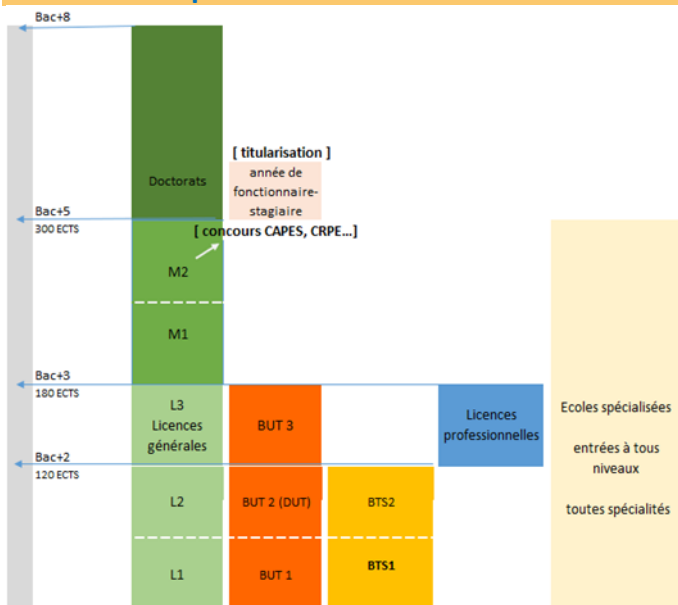 Bac+8
[ titularisation ]
année de
fonctionnaire-
stagiaire
Doctorats
Bac+5
300 ECTS
[ concours CAPES, CRPE...]
M2
M1
Bac+3
180 ECTS
L3
Licences
générales
BUT 3
Licences
professionnelles
Ecoles spécialisées
entrées à tous
niveaux
toutes spécialités
Bac+2
120 ECTS
L2
BUT 2 (DUT)
BTS2
L1
BUT 1
BTS1